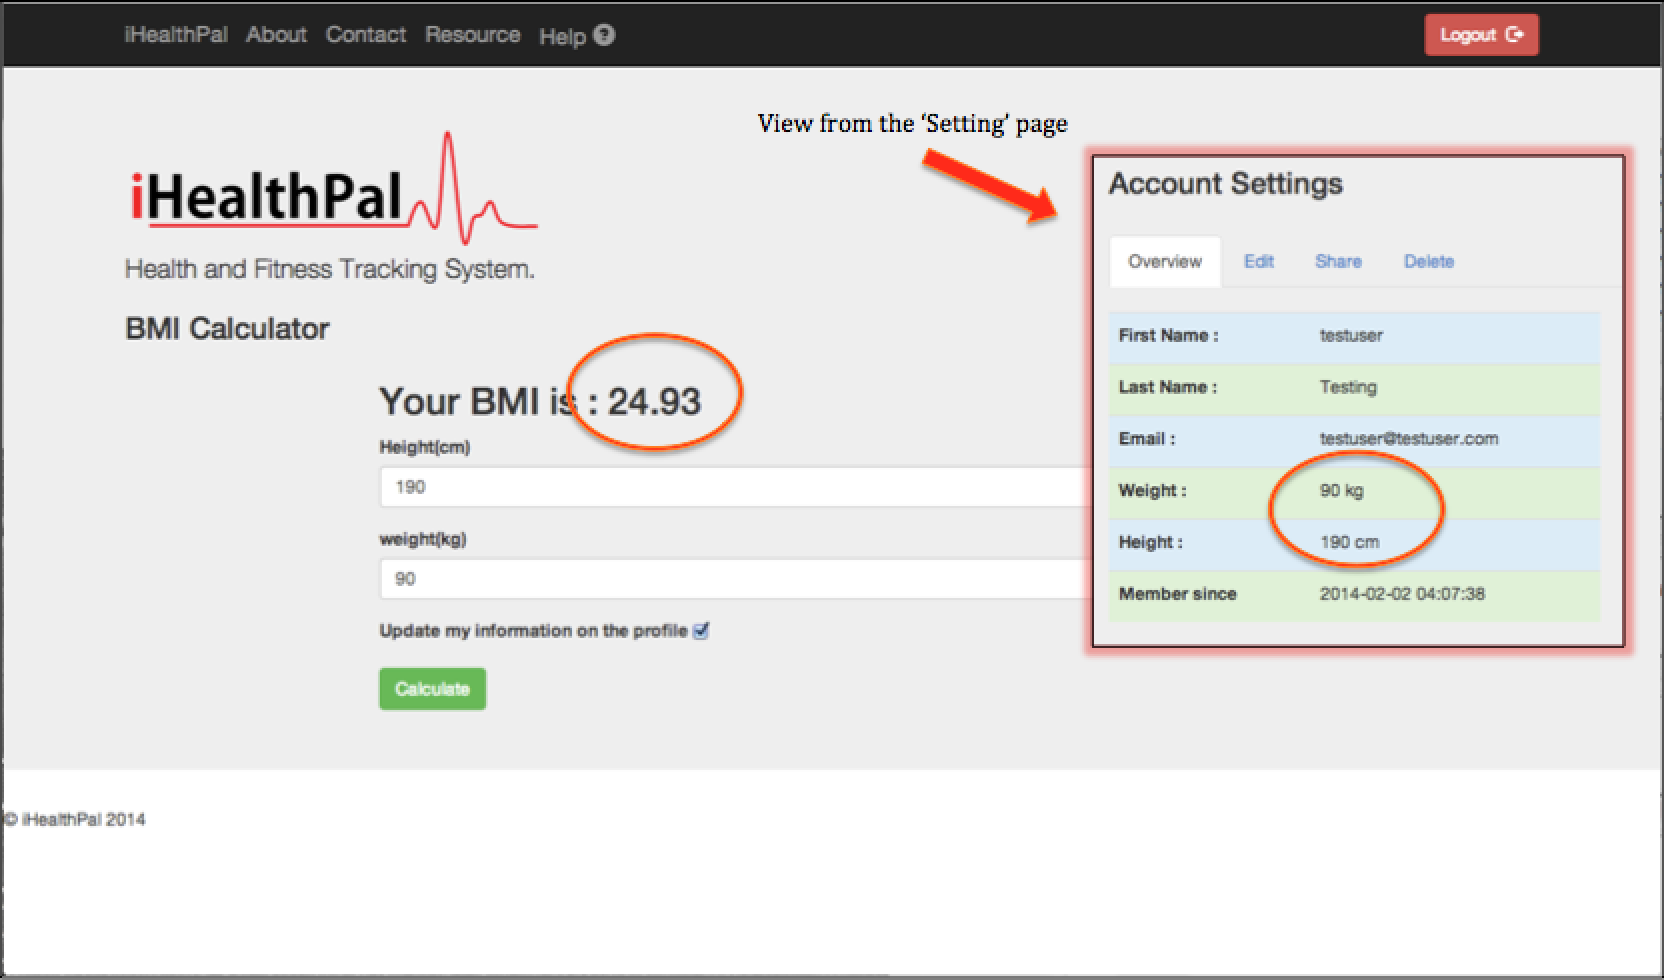 iHealthPal About Contact Resource Help ?
Logout
View from the ‘Setting’ page
iHealthPal
Health and Fitness Tracking System.
BMI Calculator
Your BMI is : 24.93
Height(cm)
190
weight(kg)
90
Update my information on the profile
Calculate
Account Settings
Overview Edit Share Delete
First Name : testuser
Last Name : Testing
Email : testuser@testuser.com
Weight : 90 kg
Height : 190 cm
Member since 2014-02-02 04:07:38
© iHealthPal 2014